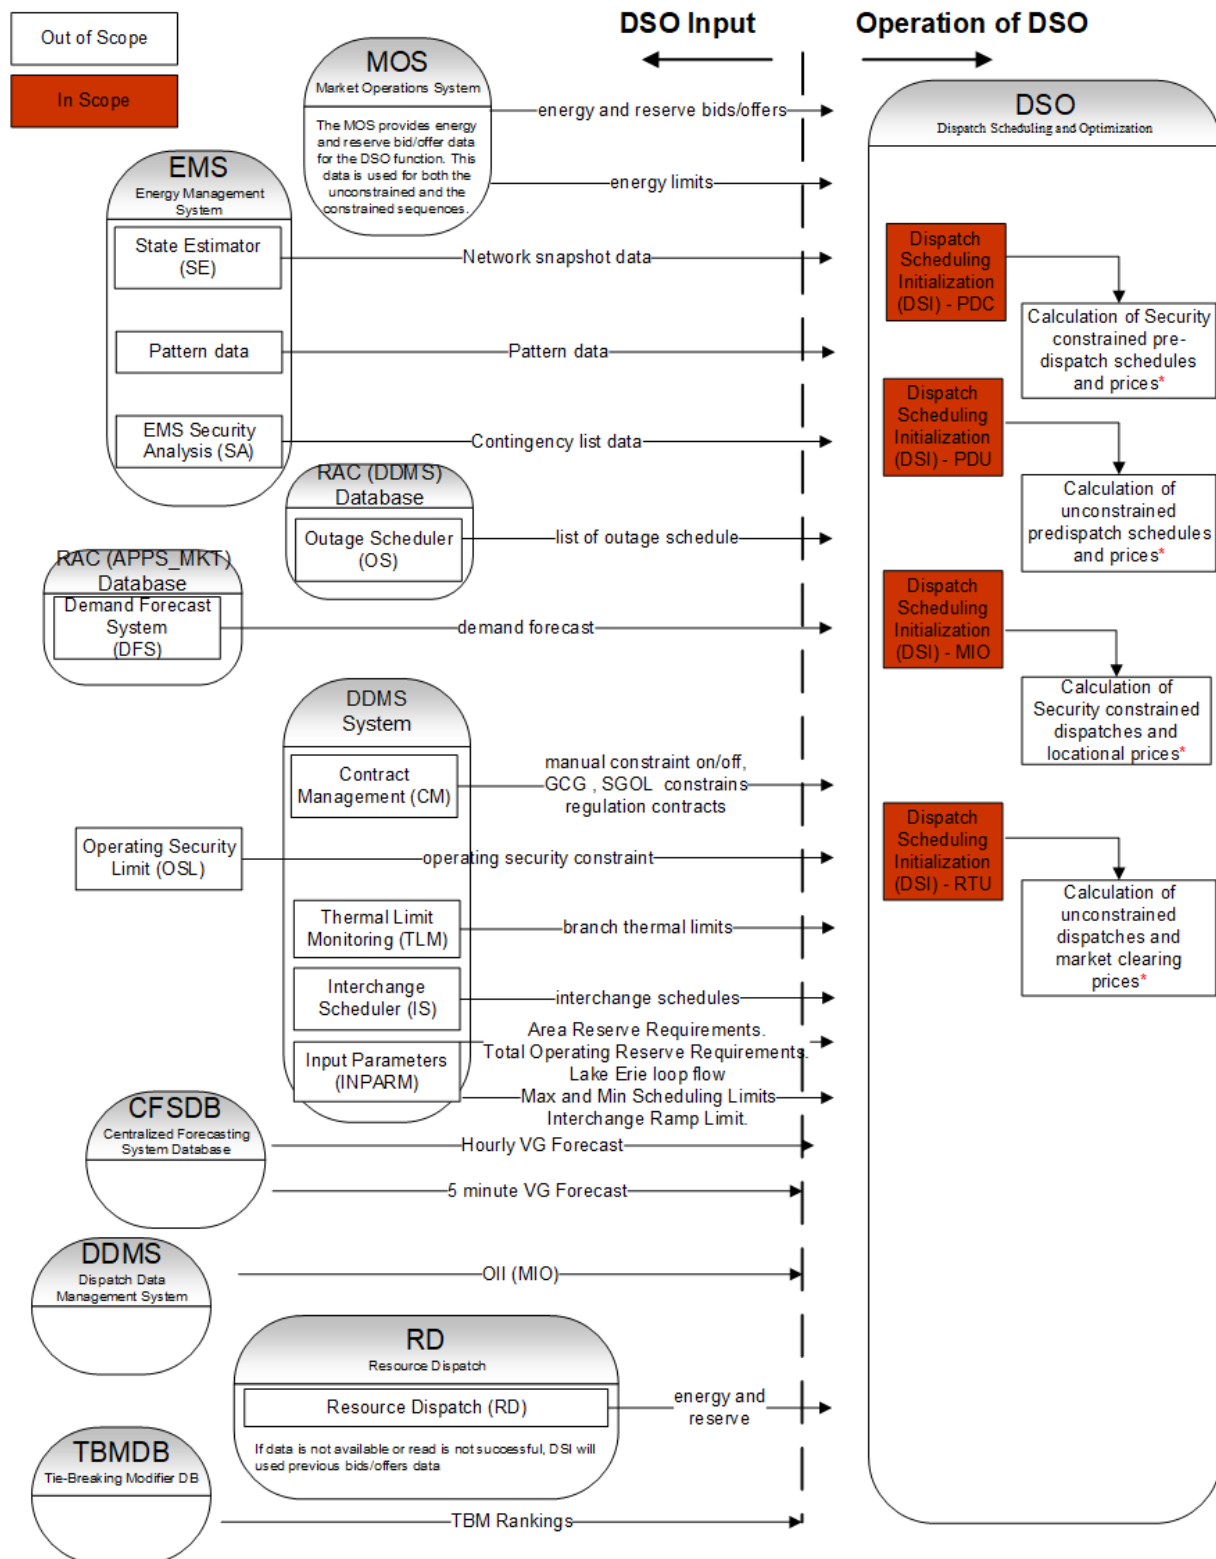 DSO Input
Operation of DSO
Out of Scope
In Scope
MOS
Market Operations System
The MOS provides energy
and reserve bid/offer data
for the DSO function. This
data is used for both the
unconstrained and the
constrained sequences.
energy and reserve bids/offers
energy limits
DSO
Dispatch Scheduling and Optimization
EMS
Energy Management
System
State Estimator
(SE)
Network snapshot data
Pattern data
Pattern data
EMS Security
Analysis (SA)
Contingency list data
Dispatch
Scheduling
Initialization
(DSI) - PDC
Calculation of Security
constrained pre-
dispatch schedules
and prices*
Dispatch
Scheduling
Initialization
(DSI) - PDU
Calculation of
unconstrained
predispatch schedules
and prices*
RAC (DDMS)
Database
Outage Scheduler
(OS)
list of outage schedule
RAC (APPS_MKT)
Database
Demand Forecast
System
(DFS)
demand forecast
Dispatch
Scheduling
Initialization
(DSI) - MIO
Calculation of
Security constrained
dispatches and
locational prices*
DDMS
System
Contract
Management (CM)
manual constraint on/off,
GCG , SGOL constrains
regulation contracts
Operating Security
Limit (OSL)
operating security constraint
Dispatch
Scheduling
Initialization
(DSI) - RTU
Calculation of
unconstrained
dispatches and
market clearing
prices*
Thermal Limit
Monitoring (TLM)
branch thermal limits
Interchange
Scheduler (IS)
interchange schedules
Input Parameters
(INPARM)
Area Reserve Requirements.
Total Operating Reserve Requirements.
Lake Erie loop flow
Max and Min Scheduling Limits
Interchange Ramp Limit.
CFSDB
Centralized Forecasting
System Database
Hourly VG Forecast
5 minute VG Forecast
DDMS
Dispatch Data
Management System
OII (MIO)
RD
Resource Dispatch
Resource Dispatch (RD)
energy and
reserve
If data is not available or read is not successful, DSI will
used previous bids/offers data
TBMDB
Tie-Breaking Modifier DB
TBM Rankings